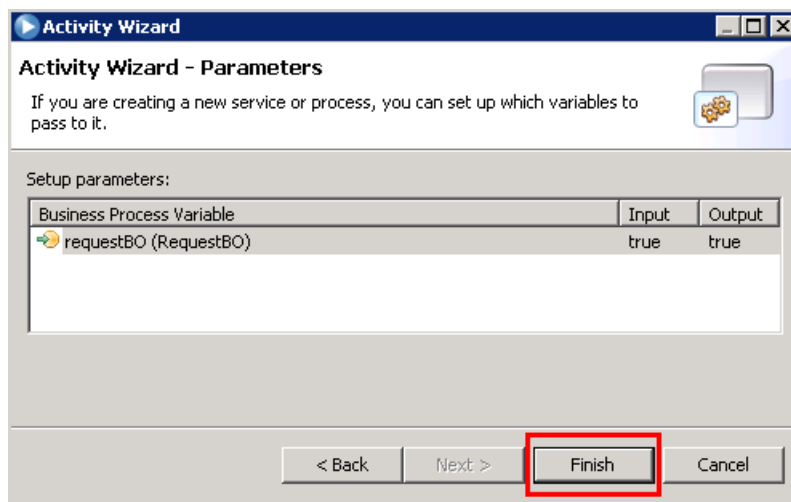 Activity Wizard
Activity Wizard - Parameters
If you are creating a new service or process, you can set up which variables to
pass to it.
Setup parameters:
Business Process Variable Input Output
requestBO (RequestBO) true true
< Back Next > Finish Cancel